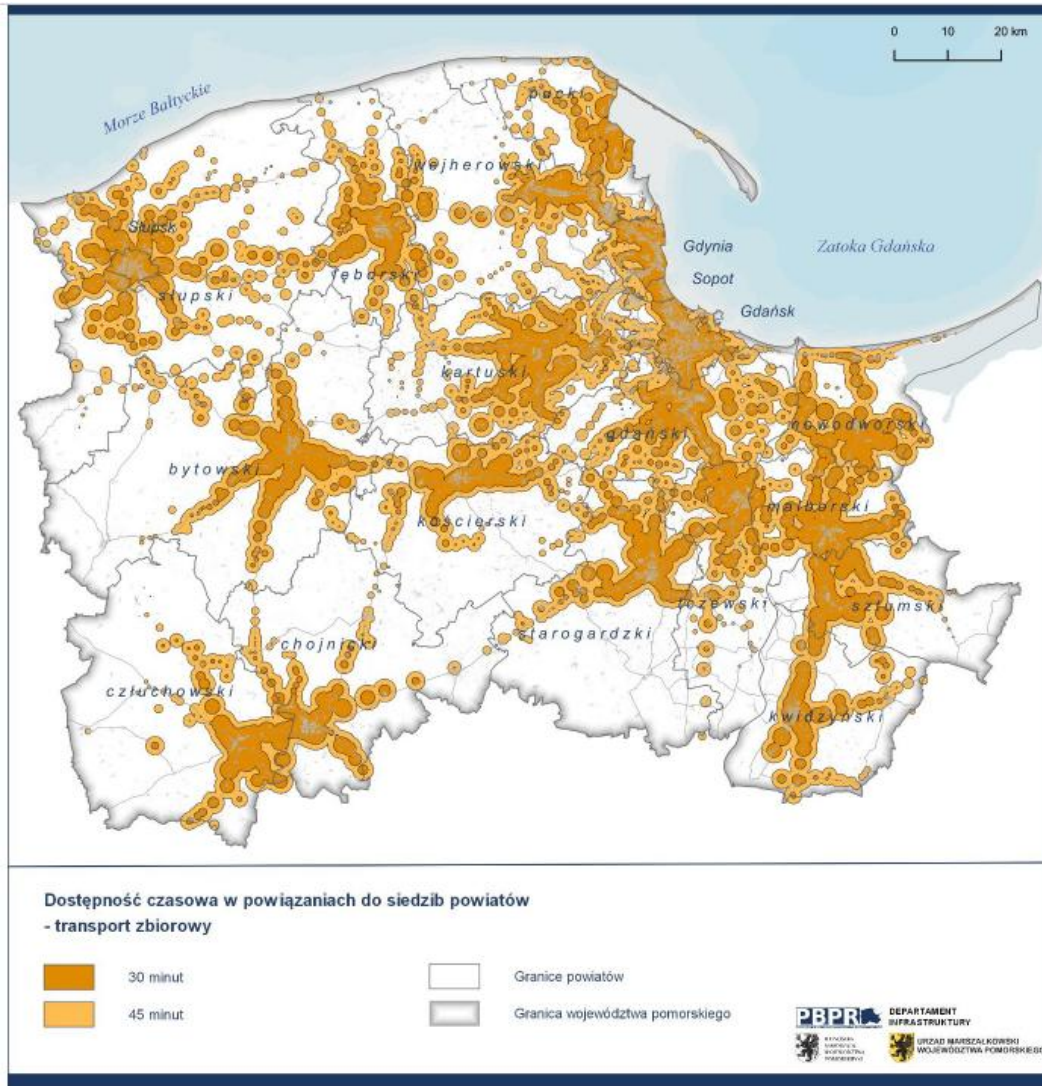 0 10 20 km
Morze Bałtyckie
pucki
wejherowski
Słupsk
Gdynia
Zatoka Gdańska
Sopot
lęborski
słupski
Gdańsk
kartuski
nowodworski
gdański
bytowski
malborski
kościerski
tczewski
sztumski
starogardzki
chojnicki
człuchowski
kwidzyński
Dostępność czasowa w powiązaniach do siedzib powiatów
- transport zbiorowy
30 minut
Granice powiatów
45 minut
Granica województwa pomorskiego
PBPR
DEPARTAMENT
INFRASTRUKTURY
URZĄD MARSZAŁKOWSKI
WOJEWÓDZTWA POMORSKIEGO